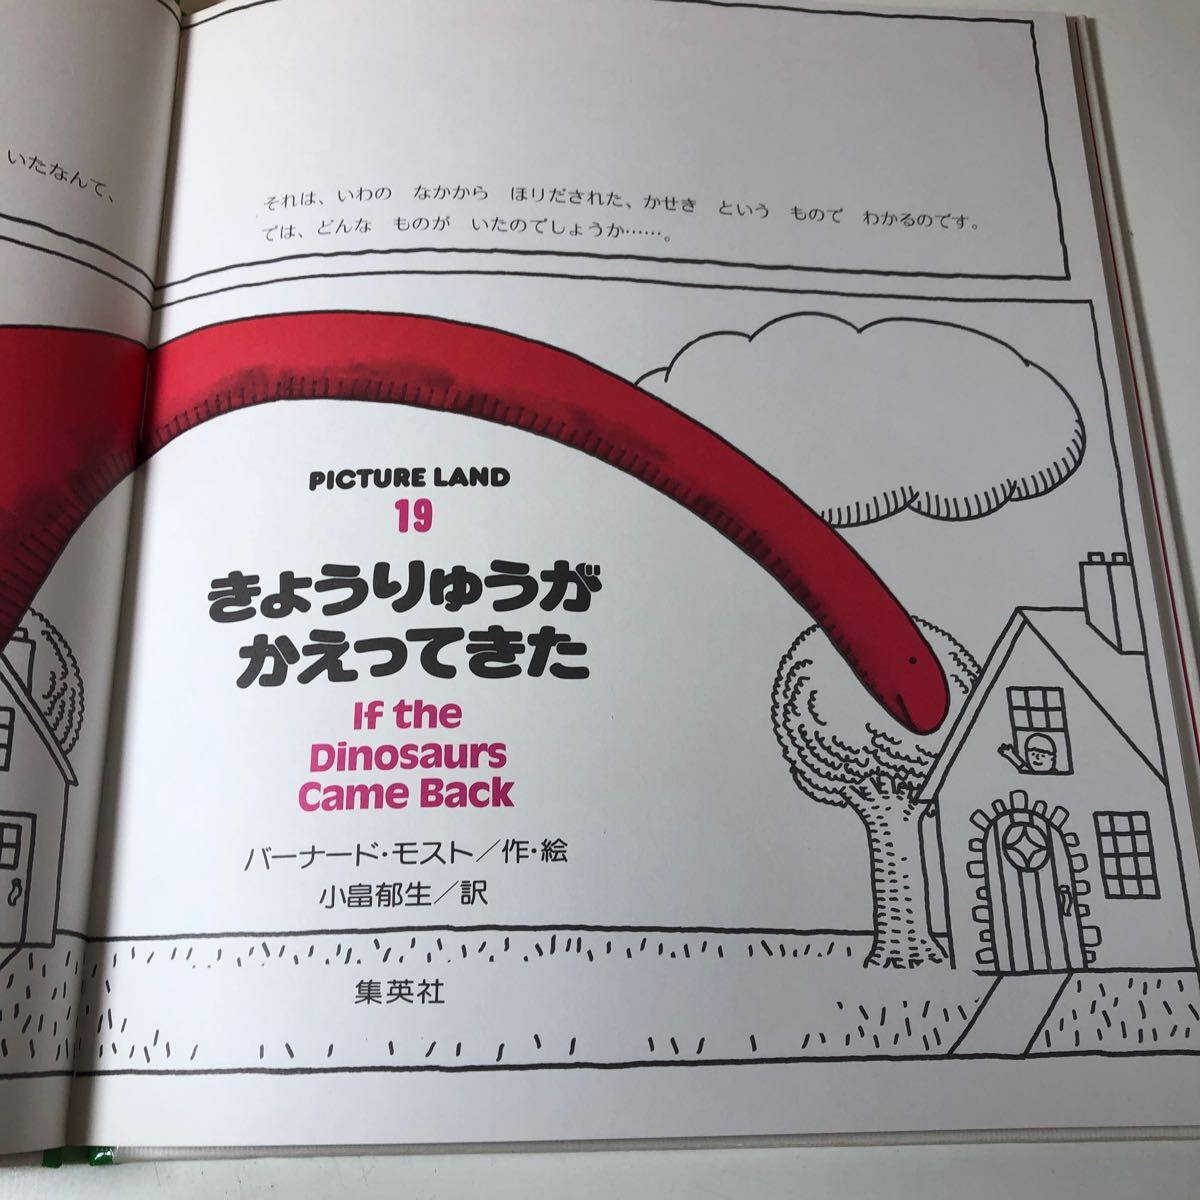 いたなんて、
それは、いわの　なかから　ほりだされた、かせき　という　もので　わかるのです。
では、どんな　ものが　いたのでしょうか……。
PICTURE LAND
19
きょうりゅうが
かえってきた
If the
Dinosaurs
Came Back
バーナード・モスト／作・絵
小畠郁生／訳
集英社